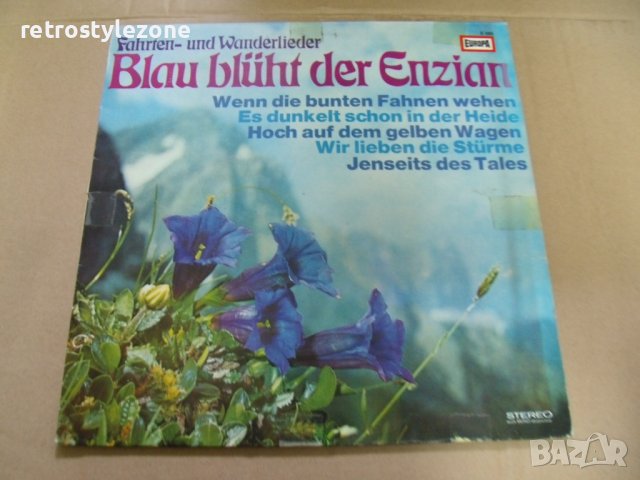 retrostylezone
Fahrten- und Wanderlieder
EUROPA
Blau blüht der Enzian
Wenn die bunten Fahnen wehen
Es dunkelt schon in der Heide
Hoch auf dem gelben Wagen
Wir lieben die Stürme
Jenseits des Tales
STEREO
BAZAR